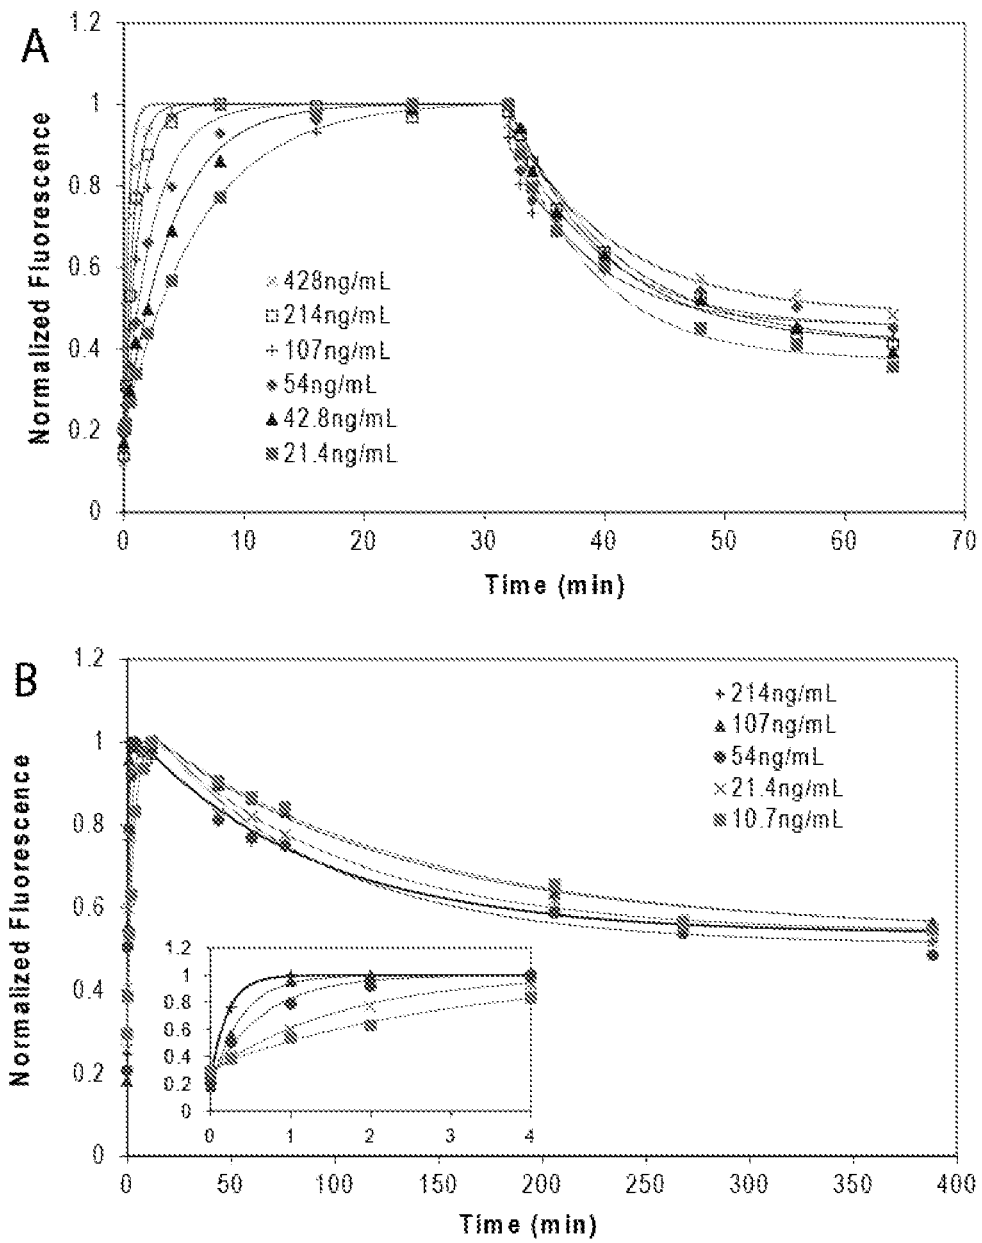 A
1.2
1
0.8
0.6
0.4
0.2
0
Normalized Fluorescence
428ng/mL
214ng/mL
107ng/mL
54ng/mL
42.8ng/mL
21.4ng/mL
0 10 20 30 40 50 60 70
Time (min)
B
1.2
1
0.8
0.6
0.4
0.2
0
Normalized Fluorescence
214ng/mL
107ng/mL
54ng/mL
21.4ng/mL
10.7ng/mL
1.2
1
0.8
0.6
0.4
0.2
0
0 1 2 3 4
0 50 100 150 200 250 300 350 400
Time (min)